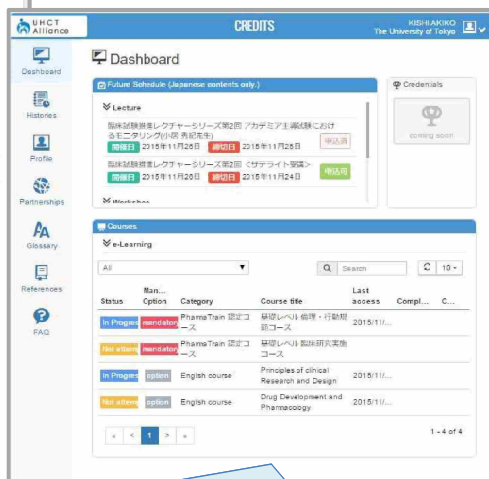 UHCT
Alliance
CREDITS
KISHIAKIKO
The University of Tokyo
Dashboard
Histories
Profile
Partnerships
Glossary
References
FAQ
Dashboard
Future Schedule (Japanese contents only.)
Lecture
臨床試験推進レクチャーシリーズ第2回 アカデミア主導試験におけ
るモニタリング(小居 秀紀先生)
開催日 2015年11月26日 締切日 2015年11月26日
申込済
臨床試験推進レクチャーシリーズ第2回 <サテライト受講>
開催日 2015年11月26日 締切日 2015年11月24日
申込可
Workshop
Credentials
coming soon
Courses
e-Learning
All
Search
10
Status
Man...
Option
Category
Course title
Last
access
Compl...
C...
In Progres
mandatory
PharmaTrain 認定コ
ース
基礎レベル 倫理・行動規
範コース
2015/11/...
Not attemp
mandatory
PharmaTrain 認定コ
ース
基礎レベル 臨床研究実施
コース
In Progres
option
English course
Principles of clinical
Research and Design
2015/11/...
Not attemp
option
English course
Drug Development and
Pharmacology
2015/11/...
« < 1 > »
1 - 4 of 4